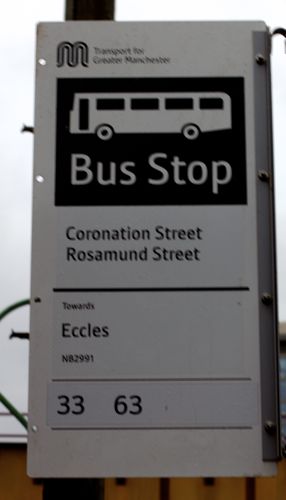 Transport for
Greater Manchester
Bus Stop
Coronation Street
Rosamund Street
Towards
Eccles
NB2991
33 63